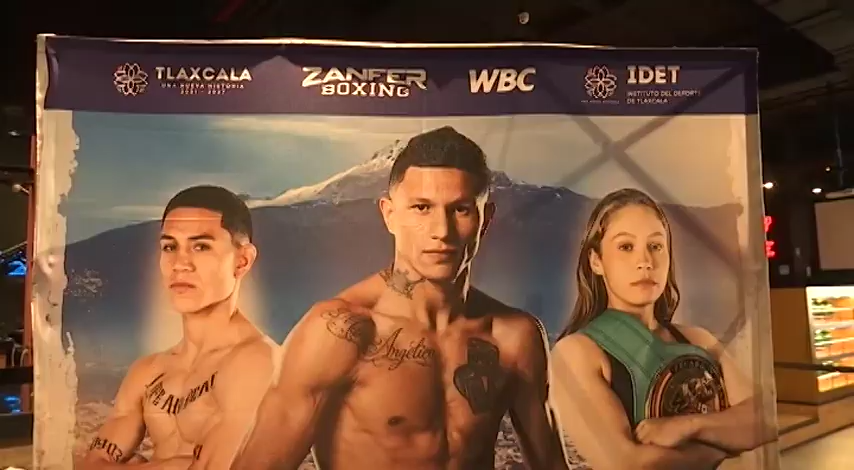 TLAXCALA
UNA NUEVA HISTORIA
2021 - 2027
ZANFER
BOXING
WBC
IDET
INSTITUTO DEL DEPORTE
DE TLAXCALA
Angélica